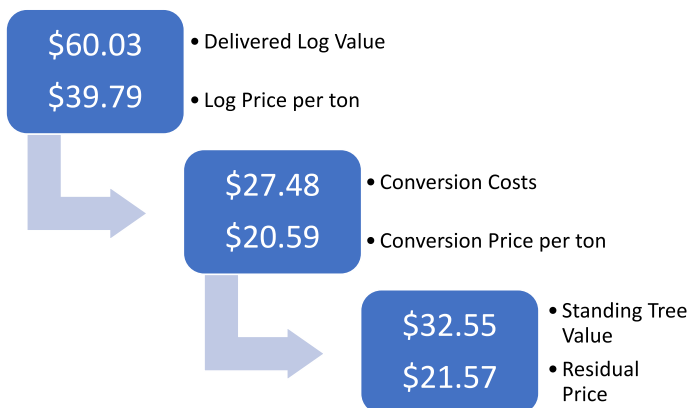 $60.03
• Delivered Log Value
$39.79
• Log Price per ton
$27.48
• Conversion Costs
$20.59
• Conversion Price per ton
$32.55
• Standing Tree
Value
$21.57
• Residual
Price